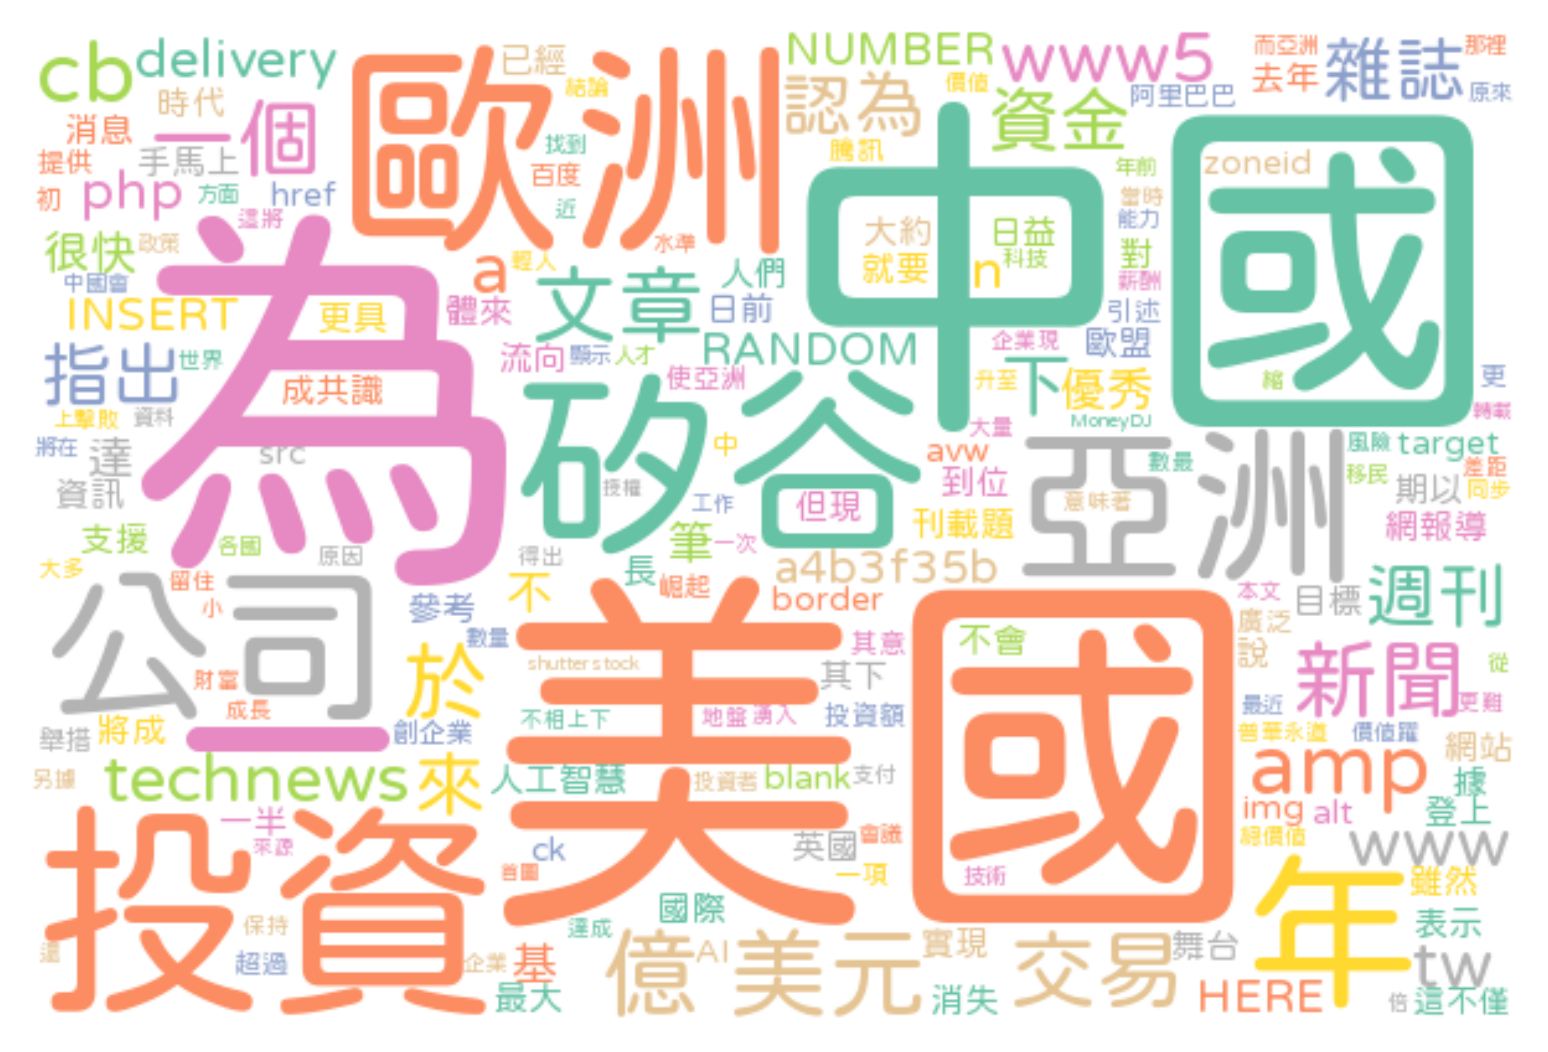 cb
delivery
歐洲
已經
結論
NUMBER
www5
而亞洲
那裡
去年
雜誌
原來
時代
一個
認為
價值
資金
阿里巴巴
消息
手馬上
找到
騰訊
中國
年前
zoneid
提供
php
方面
href
百度
當時
初
這將
近
大約
日益
能力
很快
政策
水準
就要
n
科技
對
中國會
為
a
輕人
文章
人們
薪酬
INSERT
更具
體來
日前
引述
指出
世界
流向
顯示
人才
RANDOM
企業現
歐盟
成共識
使亞洲
升至
下
優秀
縮
更
上擊敗
資料
矽谷
MoneyDJ
轉載
將在
達
src
中
avw
大量
亞洲
數最
風險
target
資訊
授權
工作
但現
到位
意味著
移民
差距
期以
同步
支援
各國
原因
得出
筆
一次
刊載題
網報導
大多
留住
長
崛起
a4b3f35b
小
不
border
本文
目標
週刊
公司
參考
數量
美國
其意
不會
廣泛
說
財富
於
shutterstock
其下
新聞
從
成長
不相上下
地盤
湧入
投資額
最近
更難
舉措
將成
一
創企業
普華永道
價值躍
另據
technews
來
人工智慧
投資者
blank
支付
amp
網站
據
投資
一半
來源
ck
英國
會議
img
alt
登上
總價值
www
首圖
一項
技術
年
雖然
保持
國際
表示
還
超過
企業
基
達成
億
AI
美元
實現
交易
舞台
tw
最大
消失
HERE
倍
這不僅